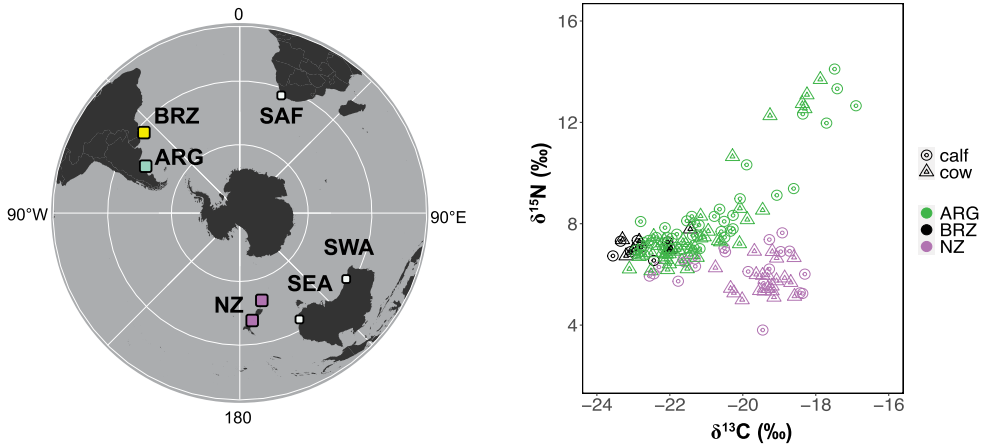 0
BRZ
SAF
ARG
90°W
90°E
SWA
SEA
NZ
180
16
12
8
4
δ¹⁵N (‰)
−24
−22
−20
−18
−16
δ¹³C (‰)
calf
cow
ARG
BRZ
NZ